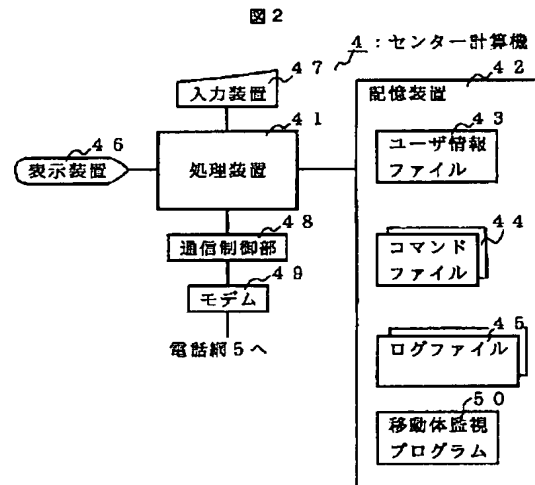 図2
4:センター計算機
47
入力装置
42
記憶装置
41
処理装置
46
表示装置
43
ユーザ情報
ファイル
48
通信制御部
44
コマンド
ファイル
49
モデム
電話網5へ
45
ログファイル
50
移動体監視
プログラム